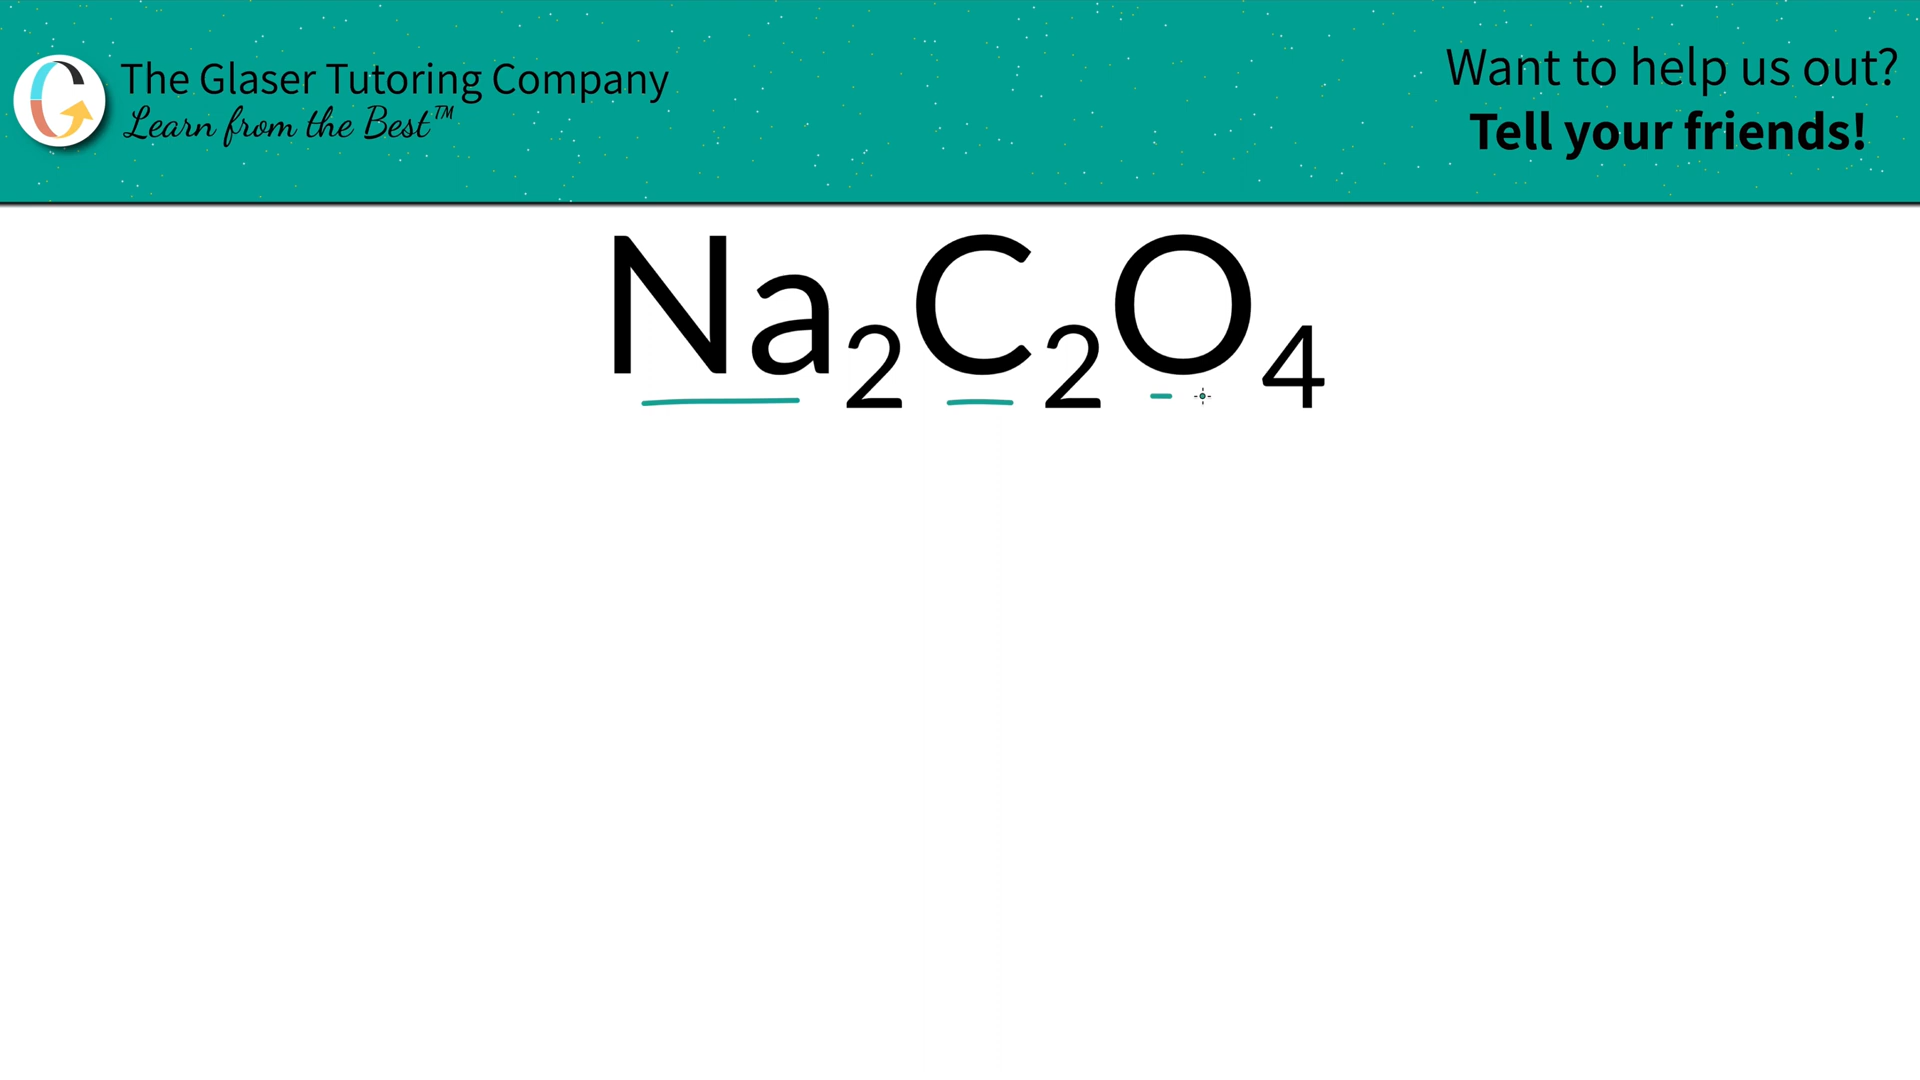 The Glaser Tutoring Company
Learn from the Best™
Want to help us out?
Tell your friends!
Na₂C₂O₄